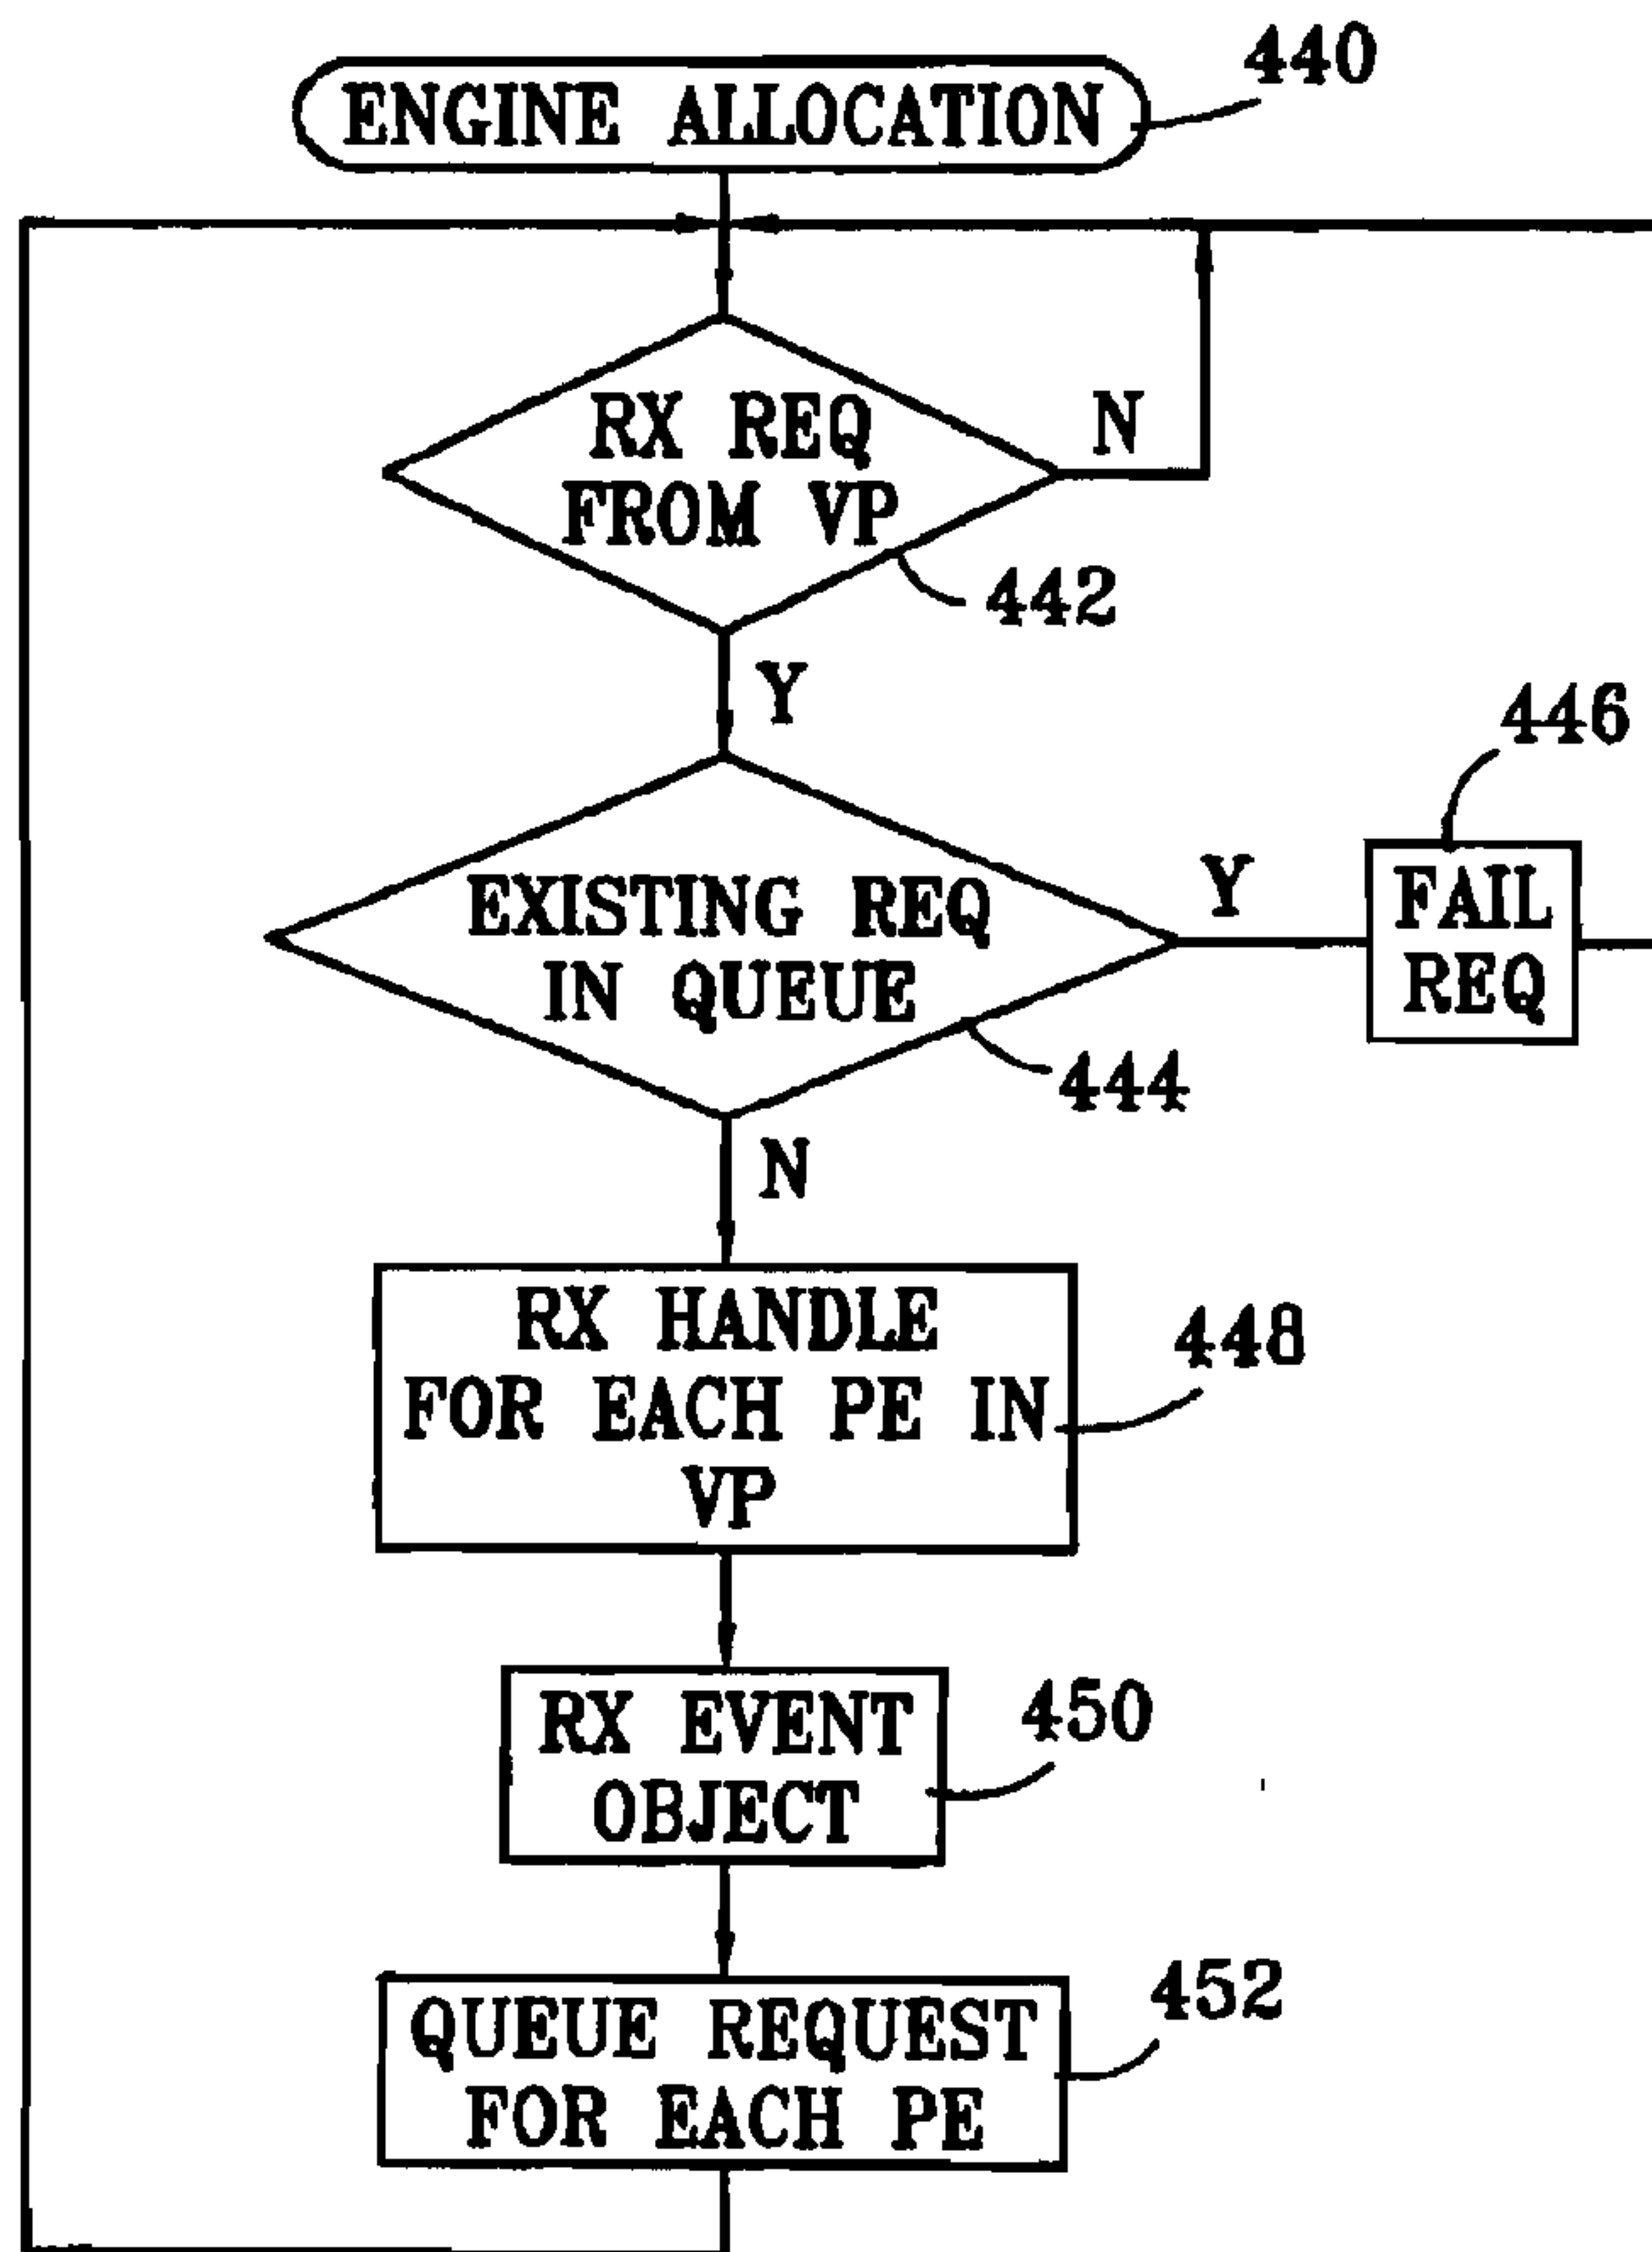 440
ENGINE ALLOCATION
RX REQ
FROM VP
N
442
Y
446
EXISTING REQ
IN QUEUE
Y
FAIL
REQ
444
N
RX HANDLE
FOR EACH PE IN
VP
448
RX EVENT
OBJECT
450
QUEUE REQUEST
FOR EACH PE
452